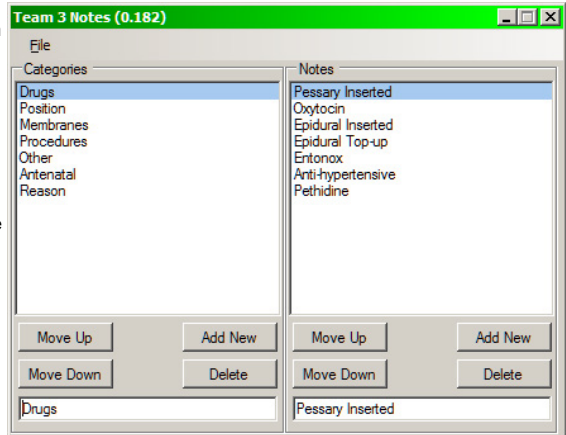 Team 3 Notes (0.182)
File
Categories
Drugs
Position
Membranes
Procedures
Other
Antenatal
Reason
Move Up
Add New
Move Down
Delete
Drugs
Notes
Pessary Inserted
Oxytocin
Epidural Inserted
Epidural Top-up
Entonox
Anti-hypertensive
Pethidine
Move Up
Add New
Move Down
Delete
Pessary Inserted